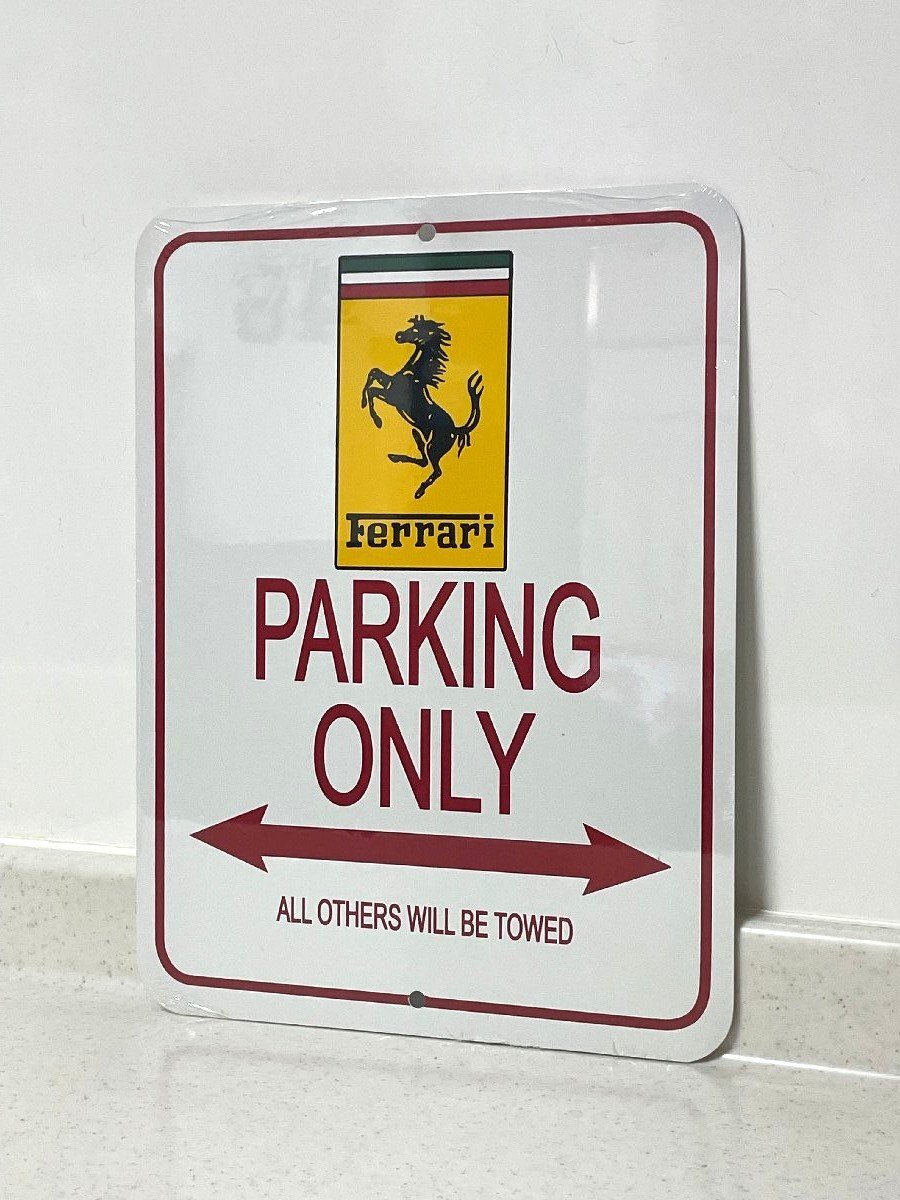 Ferrari
PARKING
ONLY
ALL OTHERS WILL BE TOWED